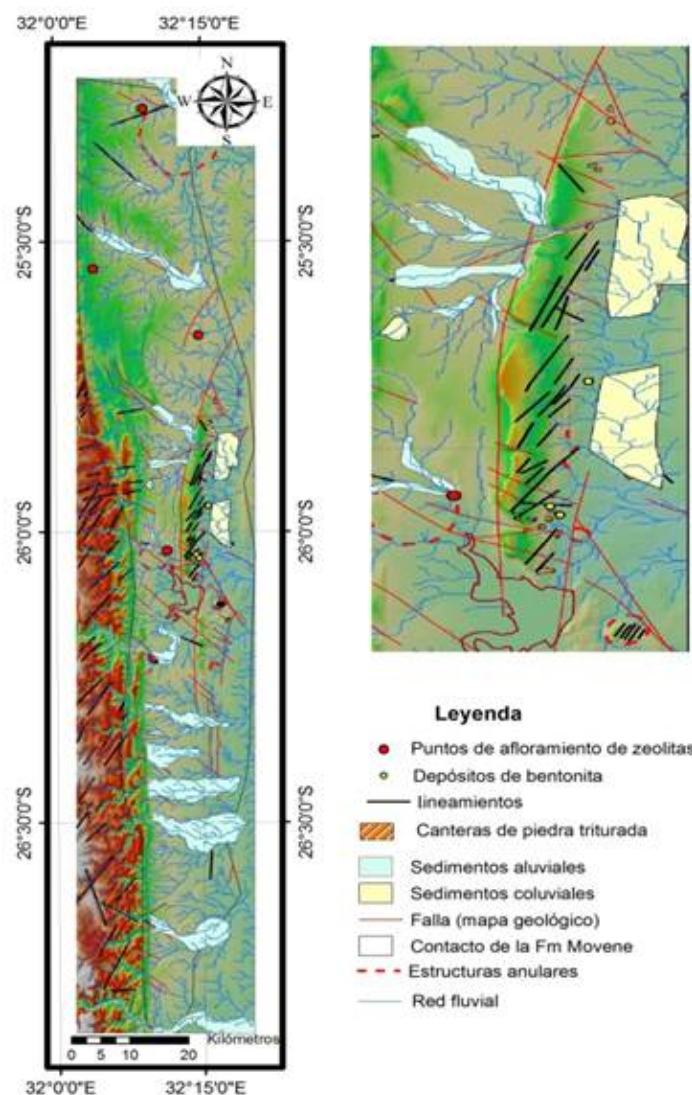 32°0'0"E 32°15'0"E
N
W E
S
25°30'0"S 25°30'0"S
26°0'0"S 26°0'0"S
26°30'0"S 26°30'0"S
Kilómetros
0 5 10 20
32°0'0"E 32°15'0"E
Leyenda
Puntos de afloramiento de zeolitas
Depósitos de bentonita
lineamientos
Canteras de piedra triturada
Sedimentos aluviales
Sedimentos coluviales
Falla (mapa geológico)
Contacto de la Fm Movene
Estructuras anulares
Red fluvial